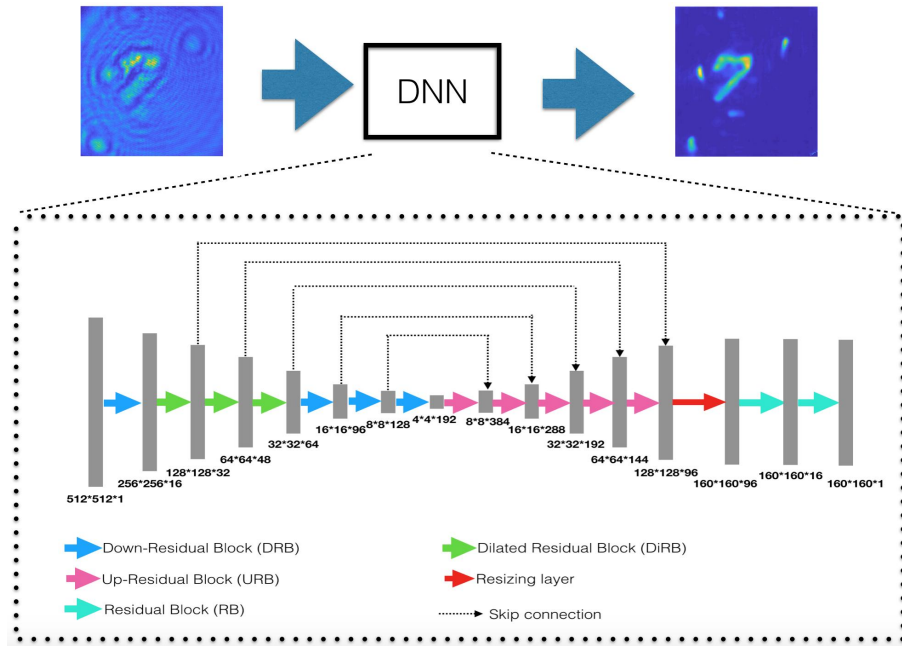 DNN
512*512*1
256*256*16
128*128*32
64*64*48
32*32*64
16*16*96
8*8*128
4*4*192
8*8*384
16*16*288
32*32*192
64*64*144
128*128*96
160*160*96
160*160*16
160*160*1
Down-Residual Block (DRB)
Up-Residual Block (URB)
Residual Block (RB)
Dilated Residual Block (DiRB)
Resizing layer
Skip connection